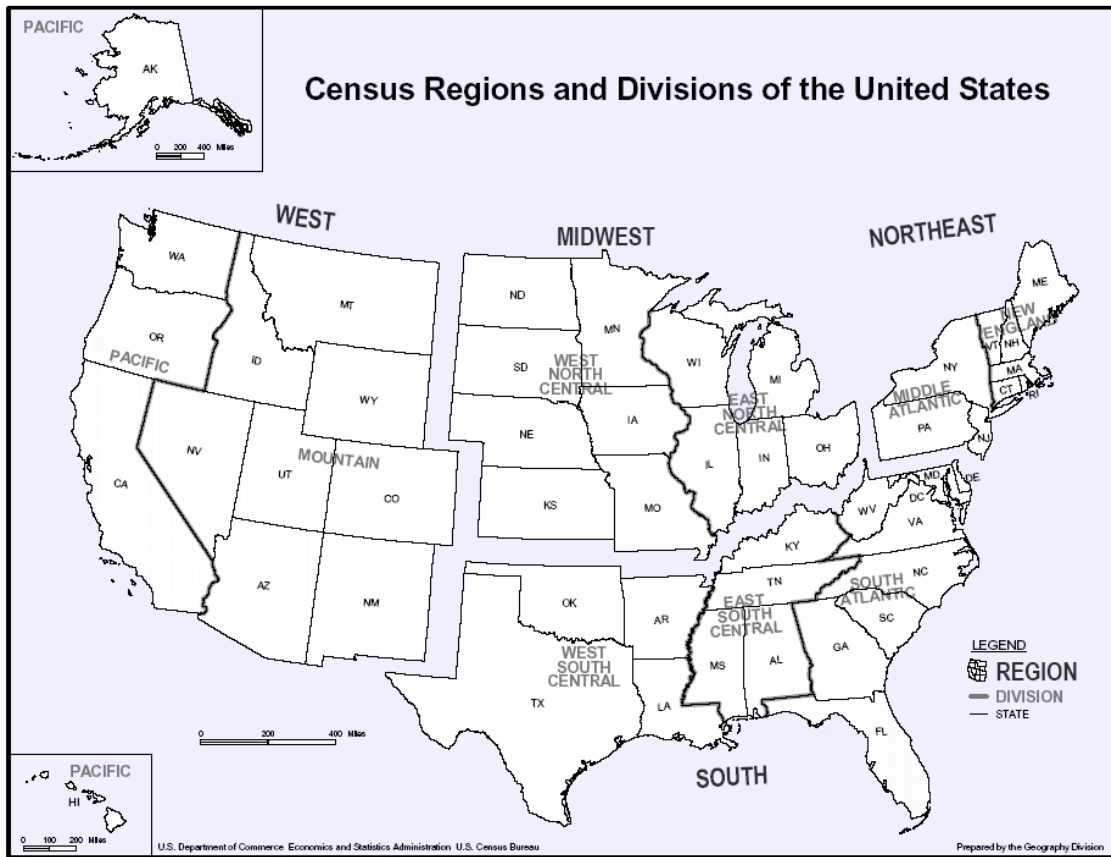 PACIFIC
AK
0 200 400 Miles
Census Regions and Divisions of the United States
WEST
MIDWEST
NORTHEAST
WA
MT
ND
MN
ME
OR
ID
SD
WI
MI
NY
VT
NH
NEW
ENGLAND
MA
CT
RI
PACIFIC
WY
WEST
NORTH
CENTRAL
EAST
NORTH
CENTRAL
MIDDLE
ATLANTIC
IA
NE
PA
NJ
NV
UT
MOUNTAIN
CO
CA
KS
MO
IL
IN
OH
MD
DE
DC
WV
VA
KY
AZ
NM
OK
AR
TN
NC
EAST
SOUTH
CENTRAL
SOUTH
ATLANTIC
SC
WEST
SOUTH
CENTRAL
MS
AL
GA
TX
LA
FL
LEGEND
REGION
DIVISION
STATE
0 200 400 Miles
SOUTH
PACIFIC
HI
0 100 200 Miles
U.S. Department of Commerce Economics and Statistics Administration U.S. Census Bureau
Prepared by the Geography Division